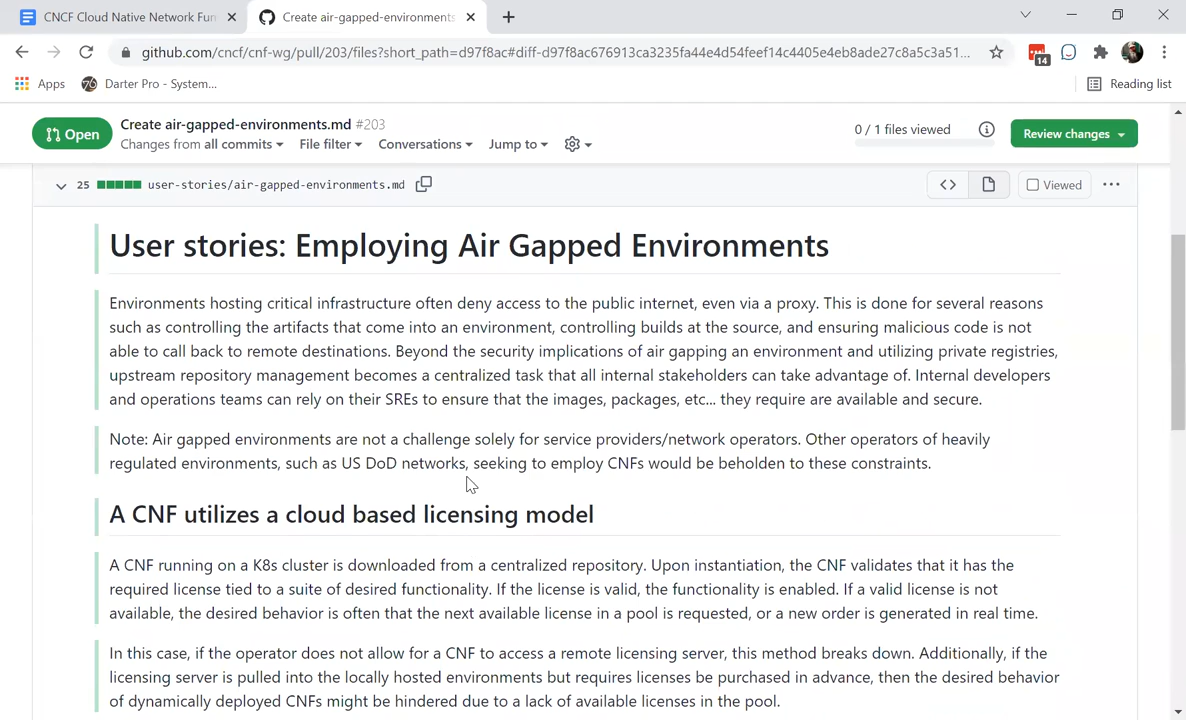 CNCF Cloud Native Network Fun
Create air-gapped-environments
github.com/cncf/cnf-wg/pull/203/files?short_path=d97f8ac#diff-d97f8ac676913ca3235fa44e4d54feef14c4405e4eb8ade27c8a5c3a51...
14
Apps
76
Darter Pro - System...
Reading list
Open
Create air-gapped-environments.md #203
Changes from all commits
File filter
Conversations
Jump to
0 / 1 files viewed
Review changes
25
user-stories/air-gapped-environments.md
Viewed
User stories: Employing Air Gapped Environments
Environments hosting critical infrastructure often deny access to the public internet, even via a proxy. This is done for several reasons
such as controlling the artifacts that come into an environment, controlling builds at the source, and ensuring malicious code is not
able to call back to remote destinations. Beyond the security implications of air gapping an environment and utilizing private registries,
upstream repository management becomes a centralized task that all internal stakeholders can take advantage of. Internal developers
and operations teams can rely on their SREs to ensure that the images, packages, etc... they require are available and secure.
Note: Air gapped environments are not a challenge solely for service providers/network operators. Other operators of heavily
regulated environments, such as US DoD networks, seeking to employ CNFs would be beholden to these constraints.
A CNF utilizes a cloud based licensing model
A CNF running on a K8s cluster is downloaded from a centralized repository. Upon instantiation, the CNF validates that it has the
required license tied to a suite of desired functionality. If the license is valid, the functionality is enabled. If a valid license is not
available, the desired behavior is often that the next available license in a pool is requested, or a new order is generated in real time.
In this case, if the operator does not allow for a CNF to access a remote licensing server, this method breaks down. Additionally, if the
licensing server is pulled into the locally hosted environments but requires licenses be purchased in advance, then the desired behavior
of dynamically deployed CNFs might be hindered due to a lack of available licenses in the pool.